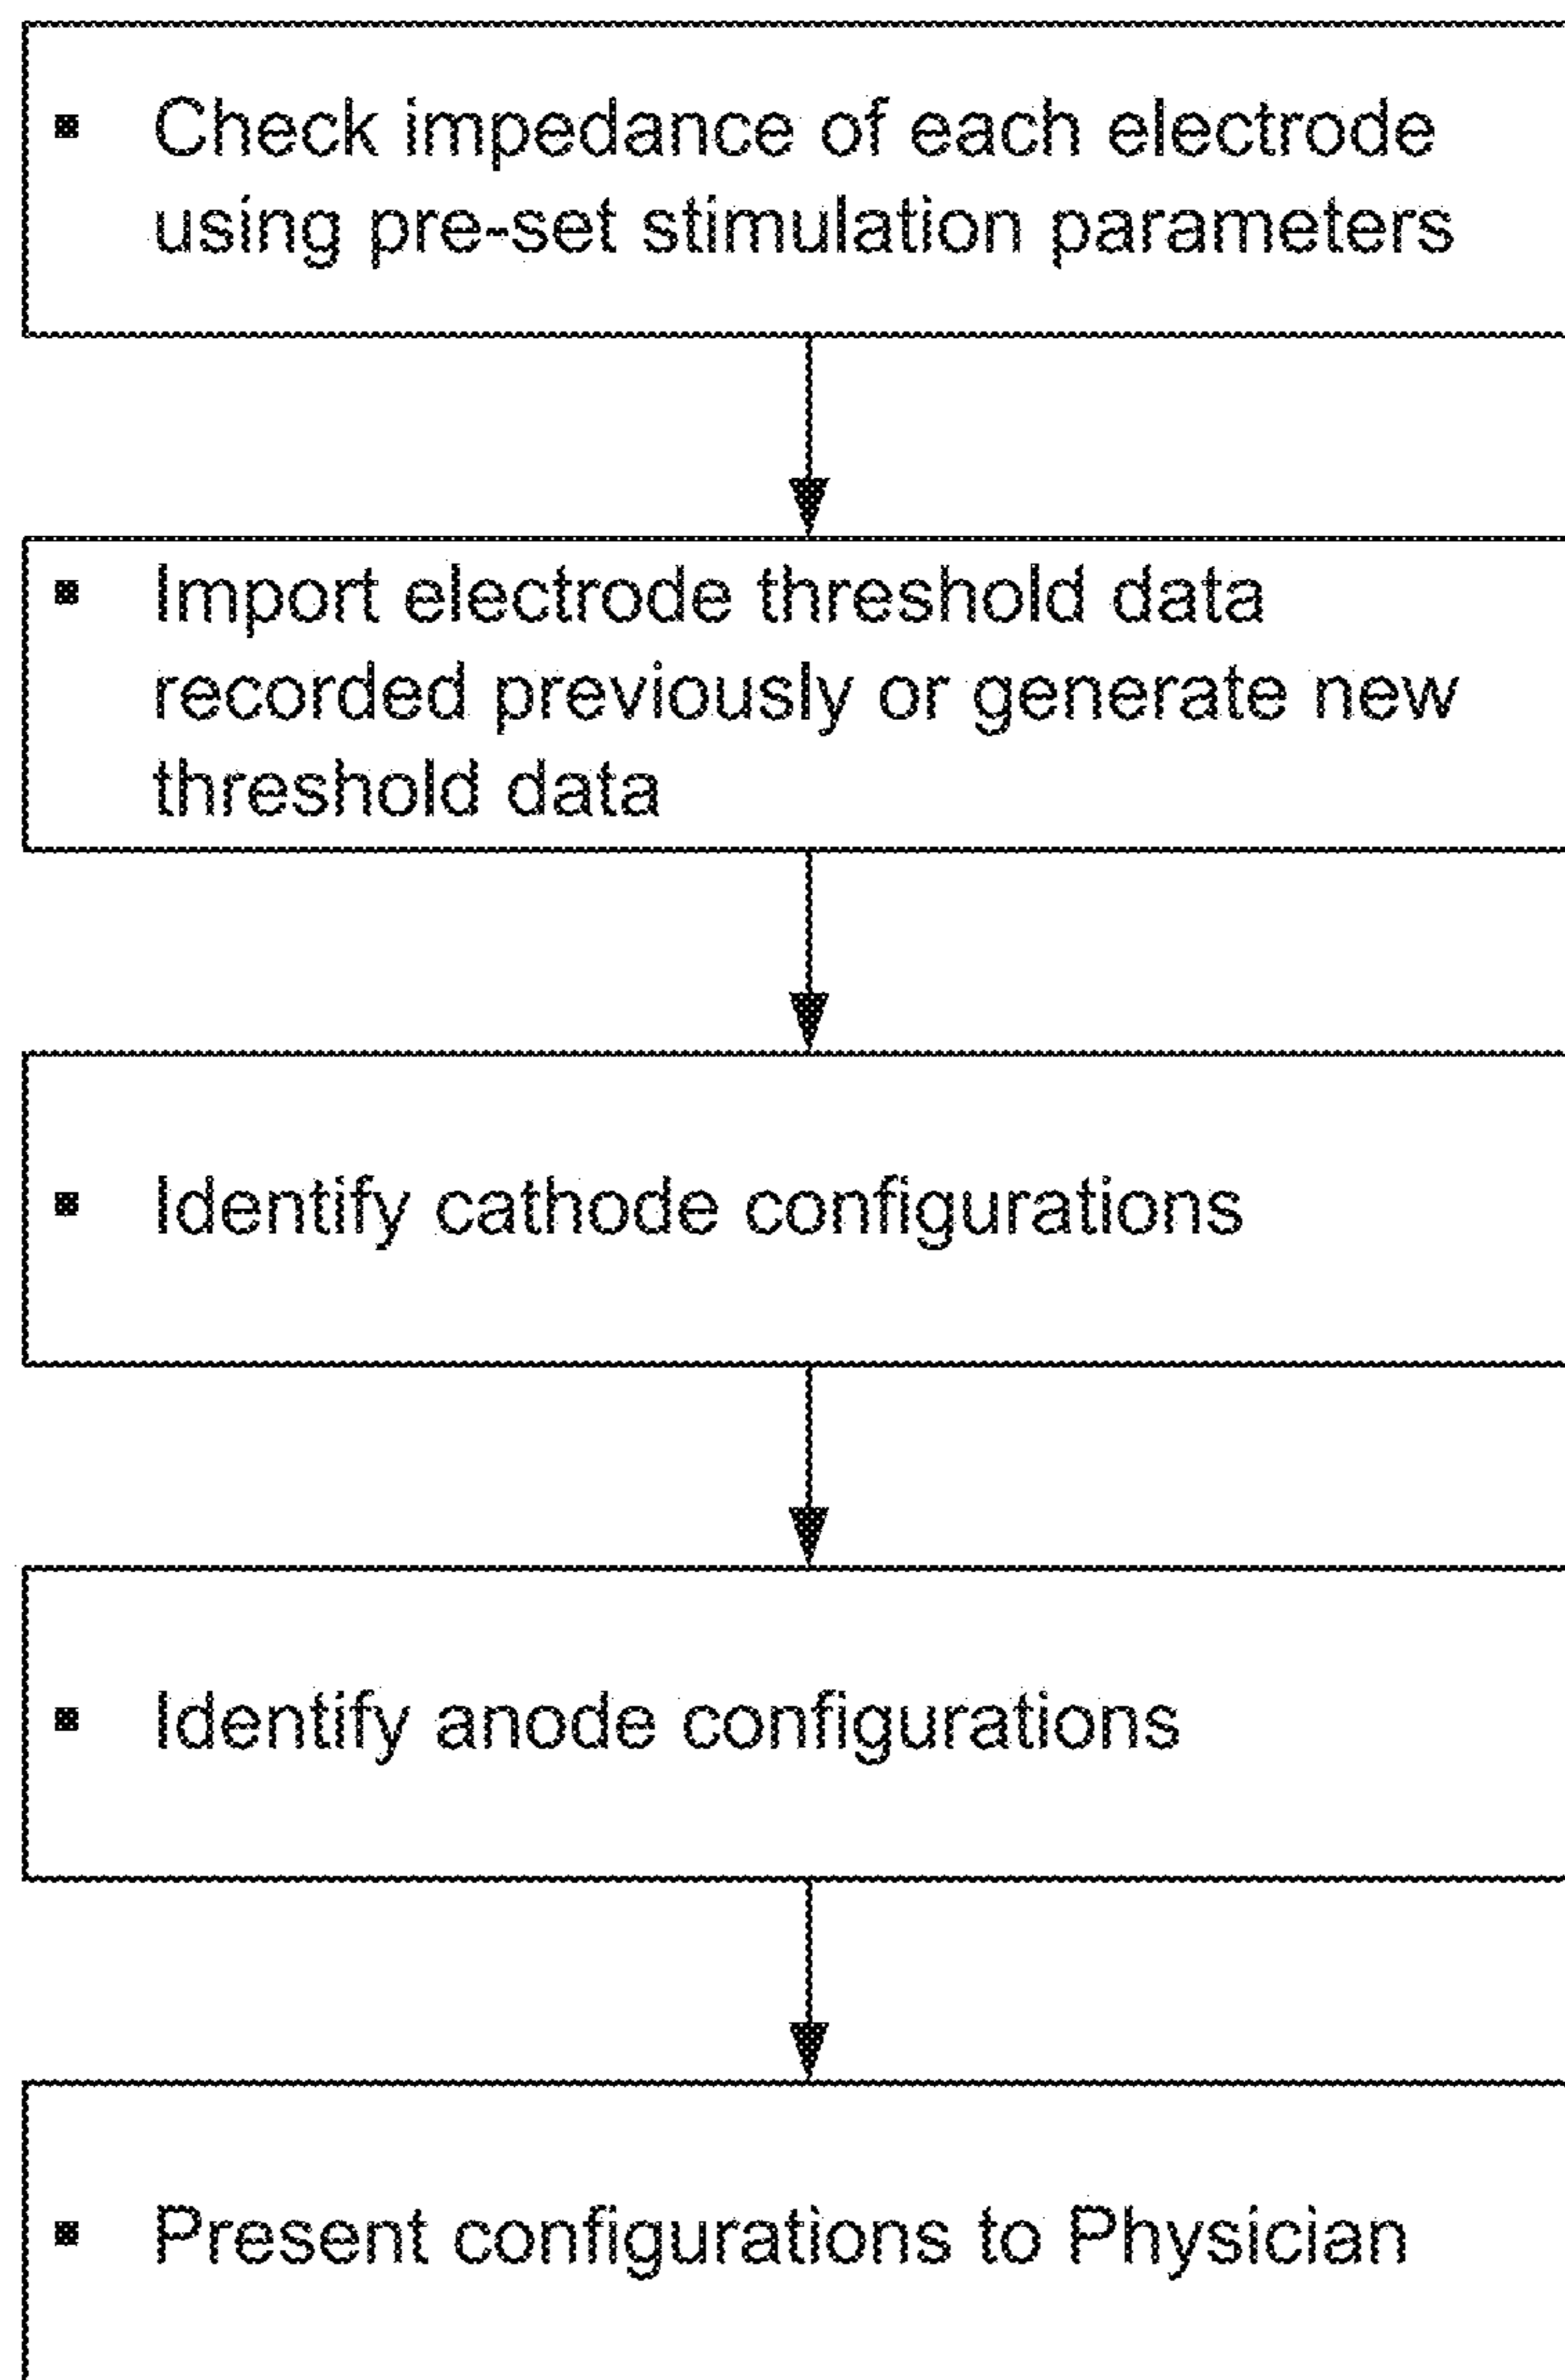 ▪ Check impedance of each electrode
using pre-set stimulation parameters
▪ Import electrode threshold data
recorded previously or generate new
threshold data
▪ Identify cathode configurations
▪ Identify anode configurations
▪ Present configurations to Physician